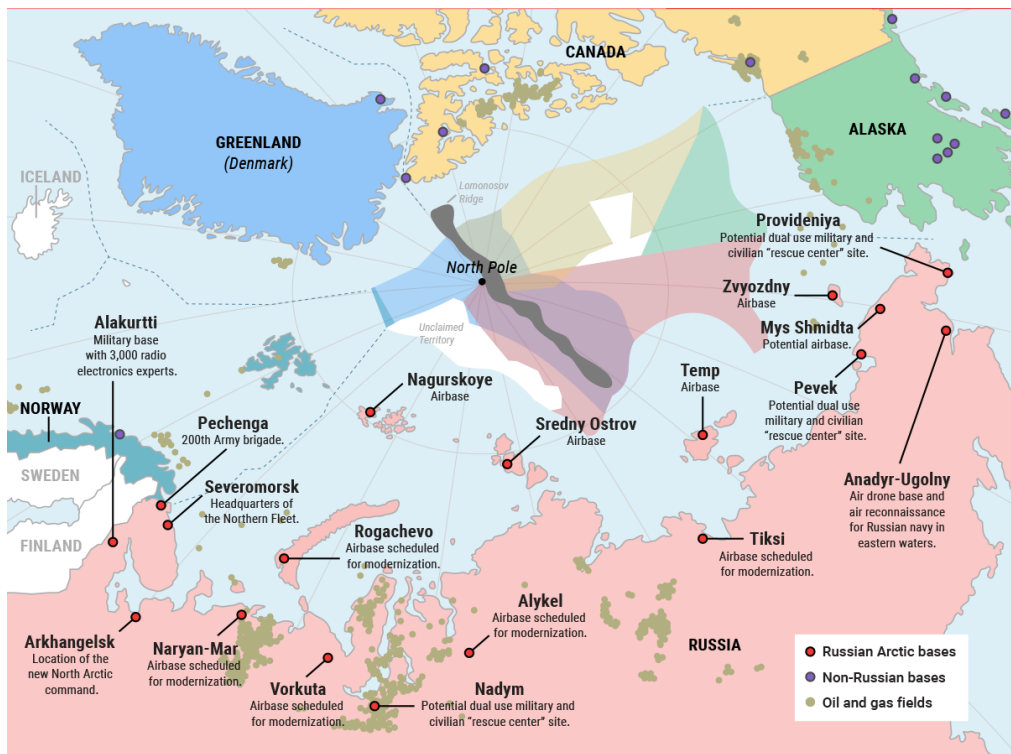 CANADA
GREENLAND
(Denmark)
ALASKA
ICELAND
Lomonosov
Ridge
North Pole
Unclaimed
Territory
Provideniya
Potential dual use military and
civilian “rescue center” site.
Zvyozdny
Airbase
Mys Shmidta
Potential airbase.
Pevek
Potential dual use
military and civilian
“rescue center” site.
Anadyr-Ugolny
Air drone base and
air reconnaissance
for Russian navy in
eastern waters.
Alakurtti
Military base
with 3,000 radio
electronics experts.
Nagurskoye
Airbase
Temp
Airbase
Sredny Ostrov
Airbase
NORWAY
Pechenga
200th Army brigade.
SWEDEN
Severomorsk
Headquarters of
the Northern Fleet.
FINLAND
Rogachevo
Airbase scheduled
for modernization.
Tiksi
Airbase scheduled
for modernization.
Alykel
Airbase scheduled
for modernization.
Arkhangelsk
Location of the
new North Arctic
command.
Naryan-Mar
Airbase scheduled
for modernization.
Vorkuta
Airbase scheduled
for modernization.
Nadym
Potential dual use military and
civilian “rescue center” site.
RUSSIA
Russian Arctic bases
Non-Russian bases
Oil and gas fields